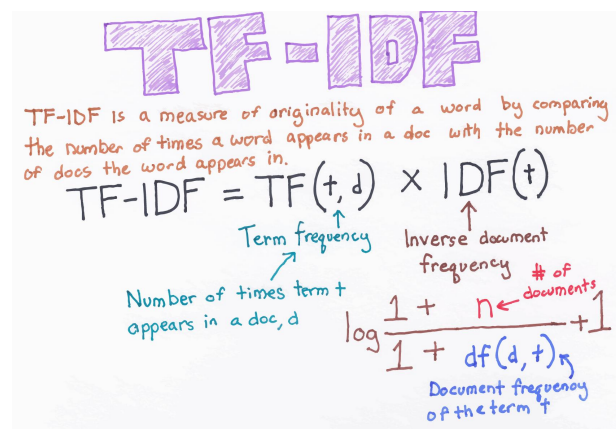 TF-IDF
TF-IDF is a measure of originality of a word by comparing
the number of times a word appears in a doc with the number
of docs the word appears in.
TF-IDF = TF(t, d) × IDF(t)
Term frequency
Inverse document
frequency
Number of times term t
appears in a doc, d
# of
documents
log (1 + n) / (1 + df(d, t)) + 1
Document frequency
of the term t